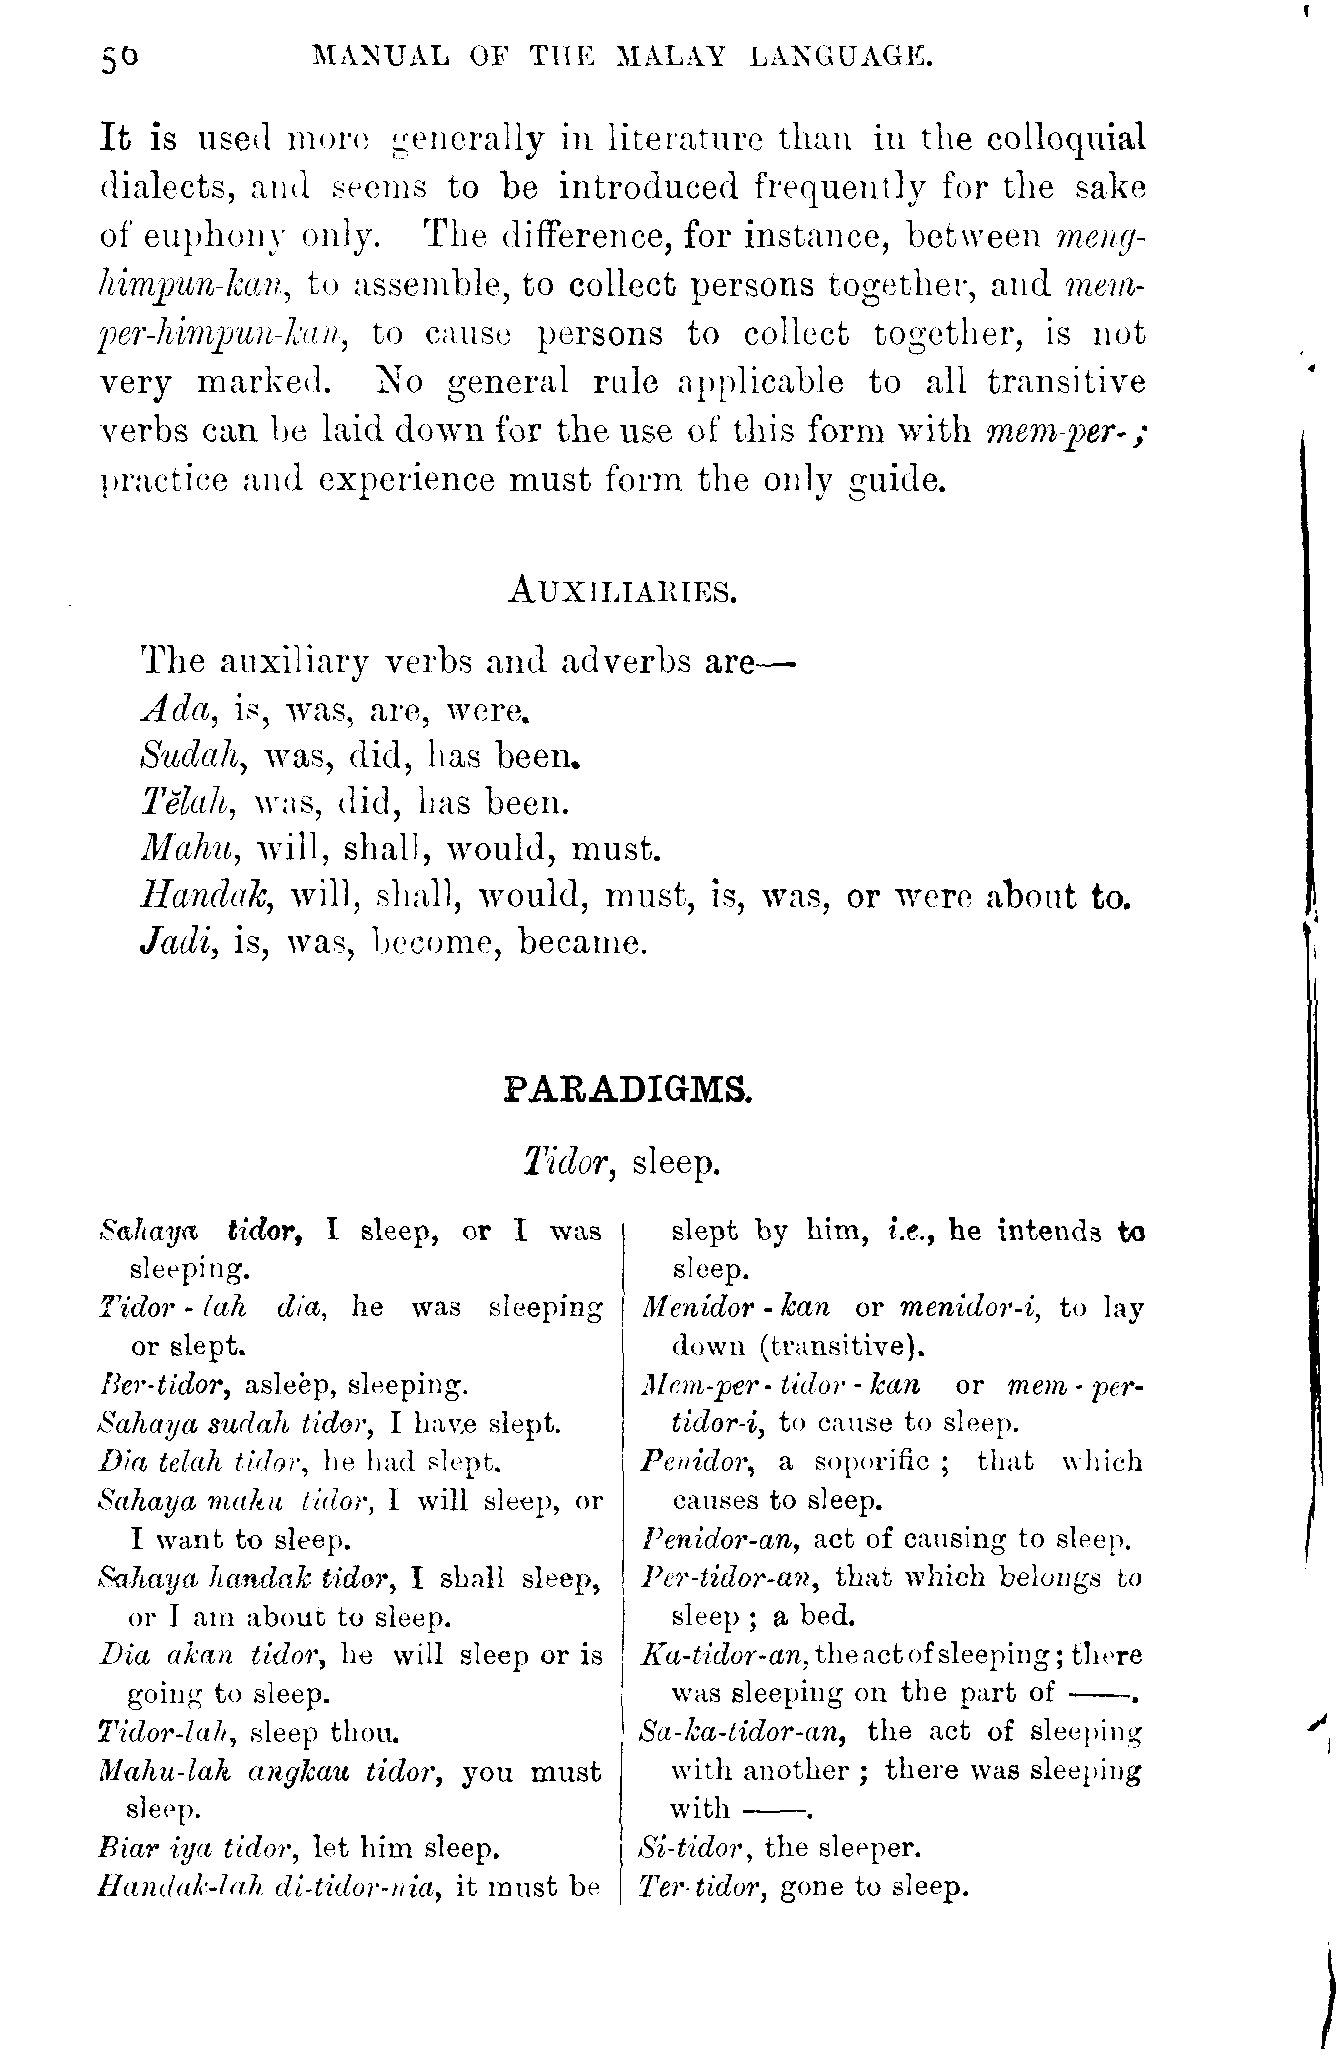 50 MANUAL OF THE MALAY LANGUAGE.
It is used more generally in literature than in the colloquial
dialects, and seems to be introduced frequently for the sake
of euphony only. The difference, for instance, between meng-
himpun-kan, to assemble, to collect persons together, and mem-
per-himpun-kan, to cause persons to collect together, is not
very marked. No general rule applicable to all transitive
verbs can be laid down for the use of this form with mem-per-;
practice and experience must form the only guide.
AUXILIARIES.
The auxiliary verbs and adverbs are—
Ada, is, was, are, were.
Sudah, was, did, has been.
Tĕlah, was, did, has been.
Mahu, will, shall, would, must.
Handak, will, shall, would, must, is, was, or were about to.
Jadi, is, was, become, became.
PARADIGMS.
Tidor, sleep.
Sahaya tidor, I sleep, or I was
sleeping.
Tidor-lah dia, he was sleeping
or slept.
Ber-tidor, asleep, sleeping.
Sahaya sudah tidor, I have slept.
Dia telah tidor, he had slept.
Sahaya mahu tidor, I will sleep, or
I want to sleep.
Sahaya handak tidor, I shall sleep,
or I am about to sleep.
Dia akan tidor, he will sleep or is
going to sleep.
Tidor-lah, sleep thou.
Mahu-lah angkau tidor, you must
sleep.
Biar iya tidor, let him sleep.
Handak-lah di-tidor-nia, it must be
slept by him, i.e., he intends to
sleep.
Menidor-kan or menidor-i, to lay
down (transitive).
Mem-per-tidor-kan or mem-per-
tidor-i, to cause to sleep.
Penidor, a soporific; that which
causes to sleep.
Penidor-an, act of causing to sleep.
Per-tidor-an, that which belongs to
sleep; a bed.
Ka-tidor-an, the act of sleeping; there
was sleeping on the part of ——.
Sa-ka-tidor-an, the act of sleeping
with another; there was sleeping
with ——.
Si-tidor, the sleeper.
Ter-tidor, gone to sleep.